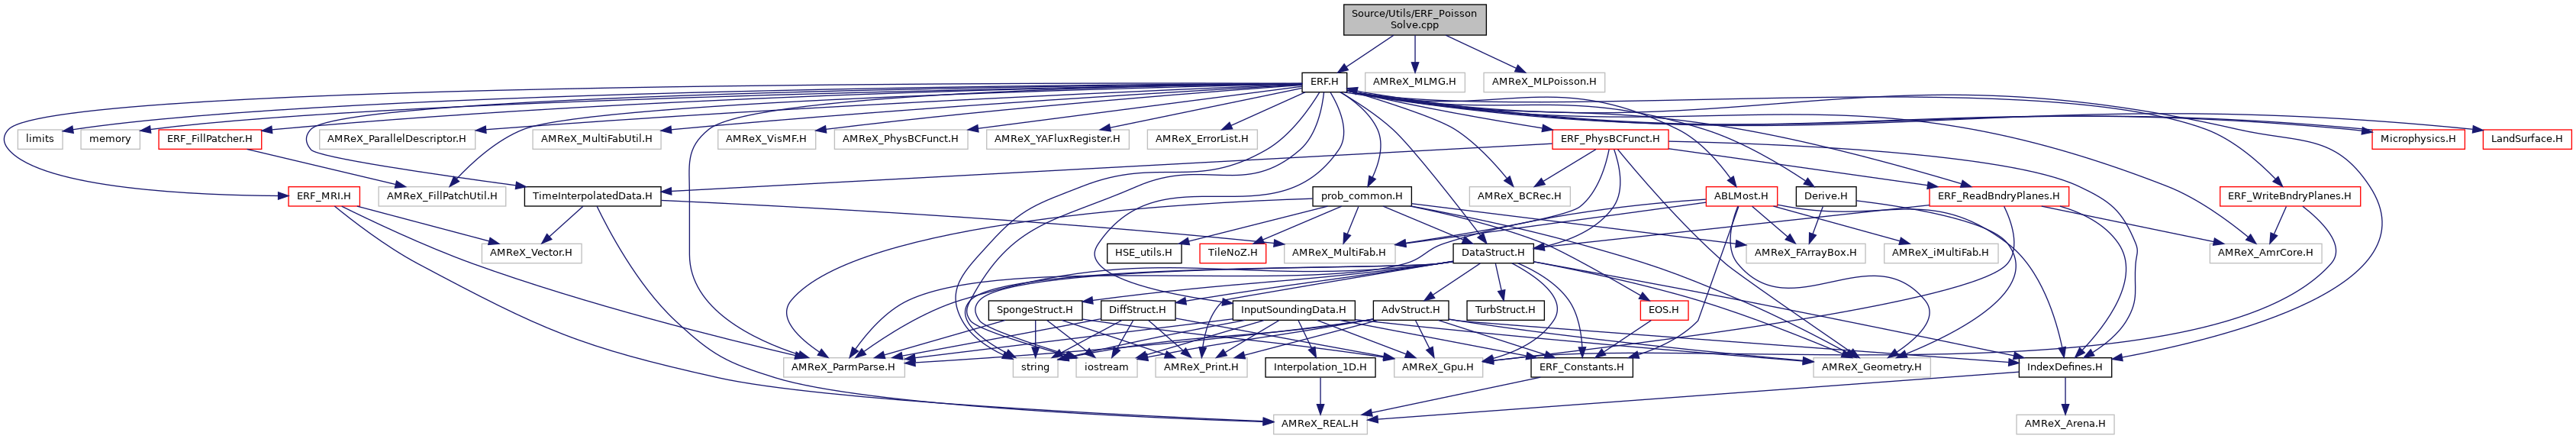 Source/Utils/ERF_Poisson
Solve.cpp
ERF.H
AMReX_MLMG.H
AMReX_MLPoisson.H
limits
memory
ERF_FillPatcher.H
AMReX_ParallelDescriptor.H
AMReX_MultiFabUtil.H
AMReX_VisMF.H
AMReX_PhysBCFunct.H
AMReX_YAFluxRegister.H
AMReX_ErrorList.H
ERF_PhysBCFunct.H
Microphysics.H
LandSurface.H
ERF_MRI.H
AMReX_FillPatchUtil.H
TimeInterpolatedData.H
prob_common.H
AMReX_BCRec.H
ABLMost.H
Derive.H
ERF_ReadBndryPlanes.H
ERF_WriteBndryPlanes.H
AMReX_Vector.H
HSE_utils.H
TileNoZ.H
AMReX_MultiFab.H
DataStruct.H
AMReX_FArrayBox.H
AMReX_iMultiFab.H
AMReX_AmrCore.H
SpongeStruct.H
DiffStruct.H
InputSoundingData.H
AdvStruct.H
TurbStruct.H
EOS.H
AMReX_ParmParse.H
string
iostream
AMReX_Print.H
Interpolation_1D.H
AMReX_Gpu.H
ERF_Constants.H
AMReX_Geometry.H
IndexDefines.H
AMReX_REAL.H
AMReX_Arena.H